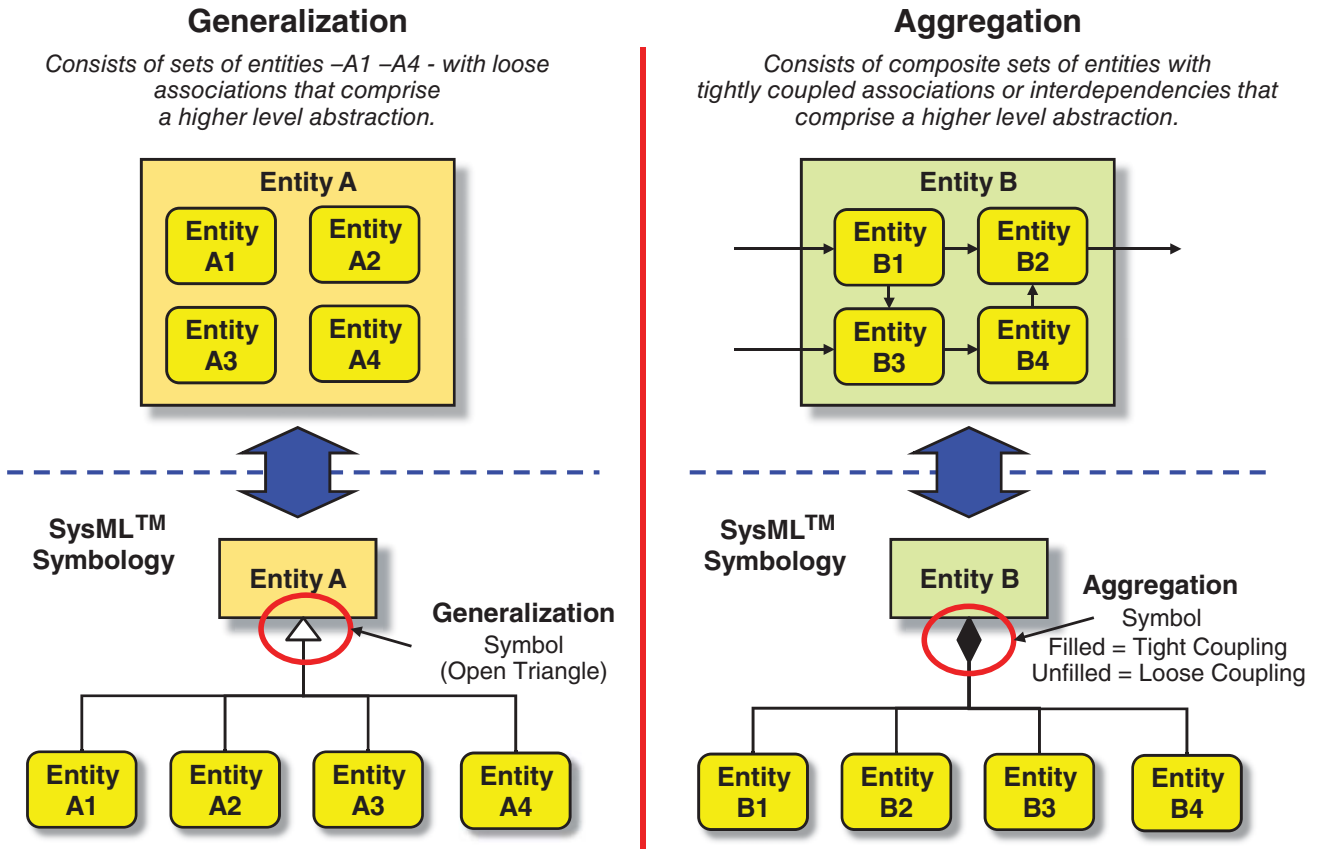 Generalization
Consists of sets of entities –A1 –A4 - with loose
associations that comprise
a higher level abstraction.
Entity A
Entity
A1
Entity
A2
Entity
A3
Entity
A4
SysML™
Symbology
Entity A
Generalization
Symbol
(Open Triangle)
Entity
A1
Entity
A2
Entity
A3
Entity
A4
Aggregation
Consists of composite sets of entities with
tightly coupled associations or interdependencies that
comprise a higher level abstraction.
Entity B
Entity
B1
Entity
B2
Entity
B3
Entity
B4
SysML™
Symbology
Entity B
Aggregation
Symbol
Filled = Tight Coupling
Unfilled = Loose Coupling
Entity
B1
Entity
B2
Entity
B3
Entity
B4